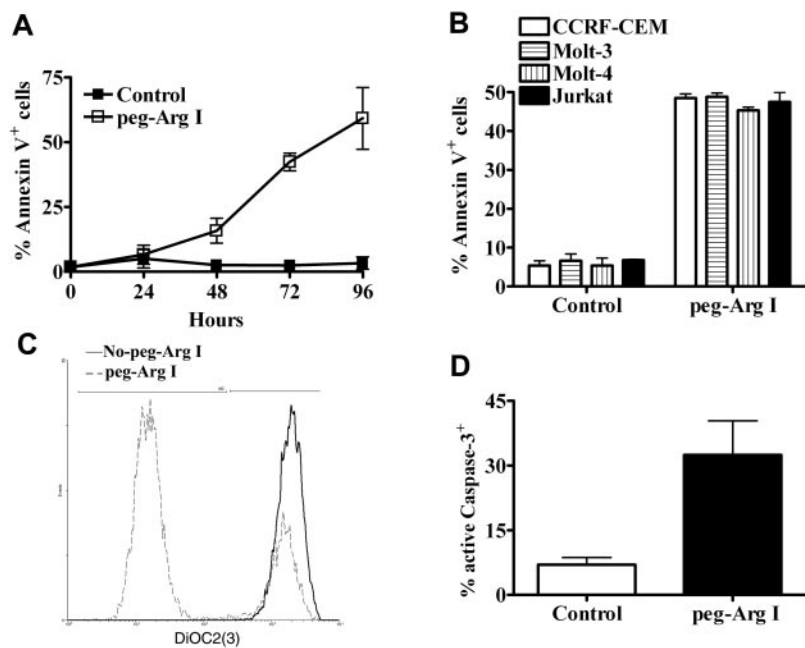 A
% Annexin V+ cells
75
50
25
0
Control
peg-Arg I
0 24 48 72 96
Hours
B
% Annexin V+ cells
50
40
30
20
10
0
CCRF-CEM
Molt-3
Molt-4
Jurkat
Control peg-Arg I
C
No-peg-Arg I
peg-Arg I
DiOC2(3)
D
% active Caspase-3+
45
30
15
0
Control peg-Arg I